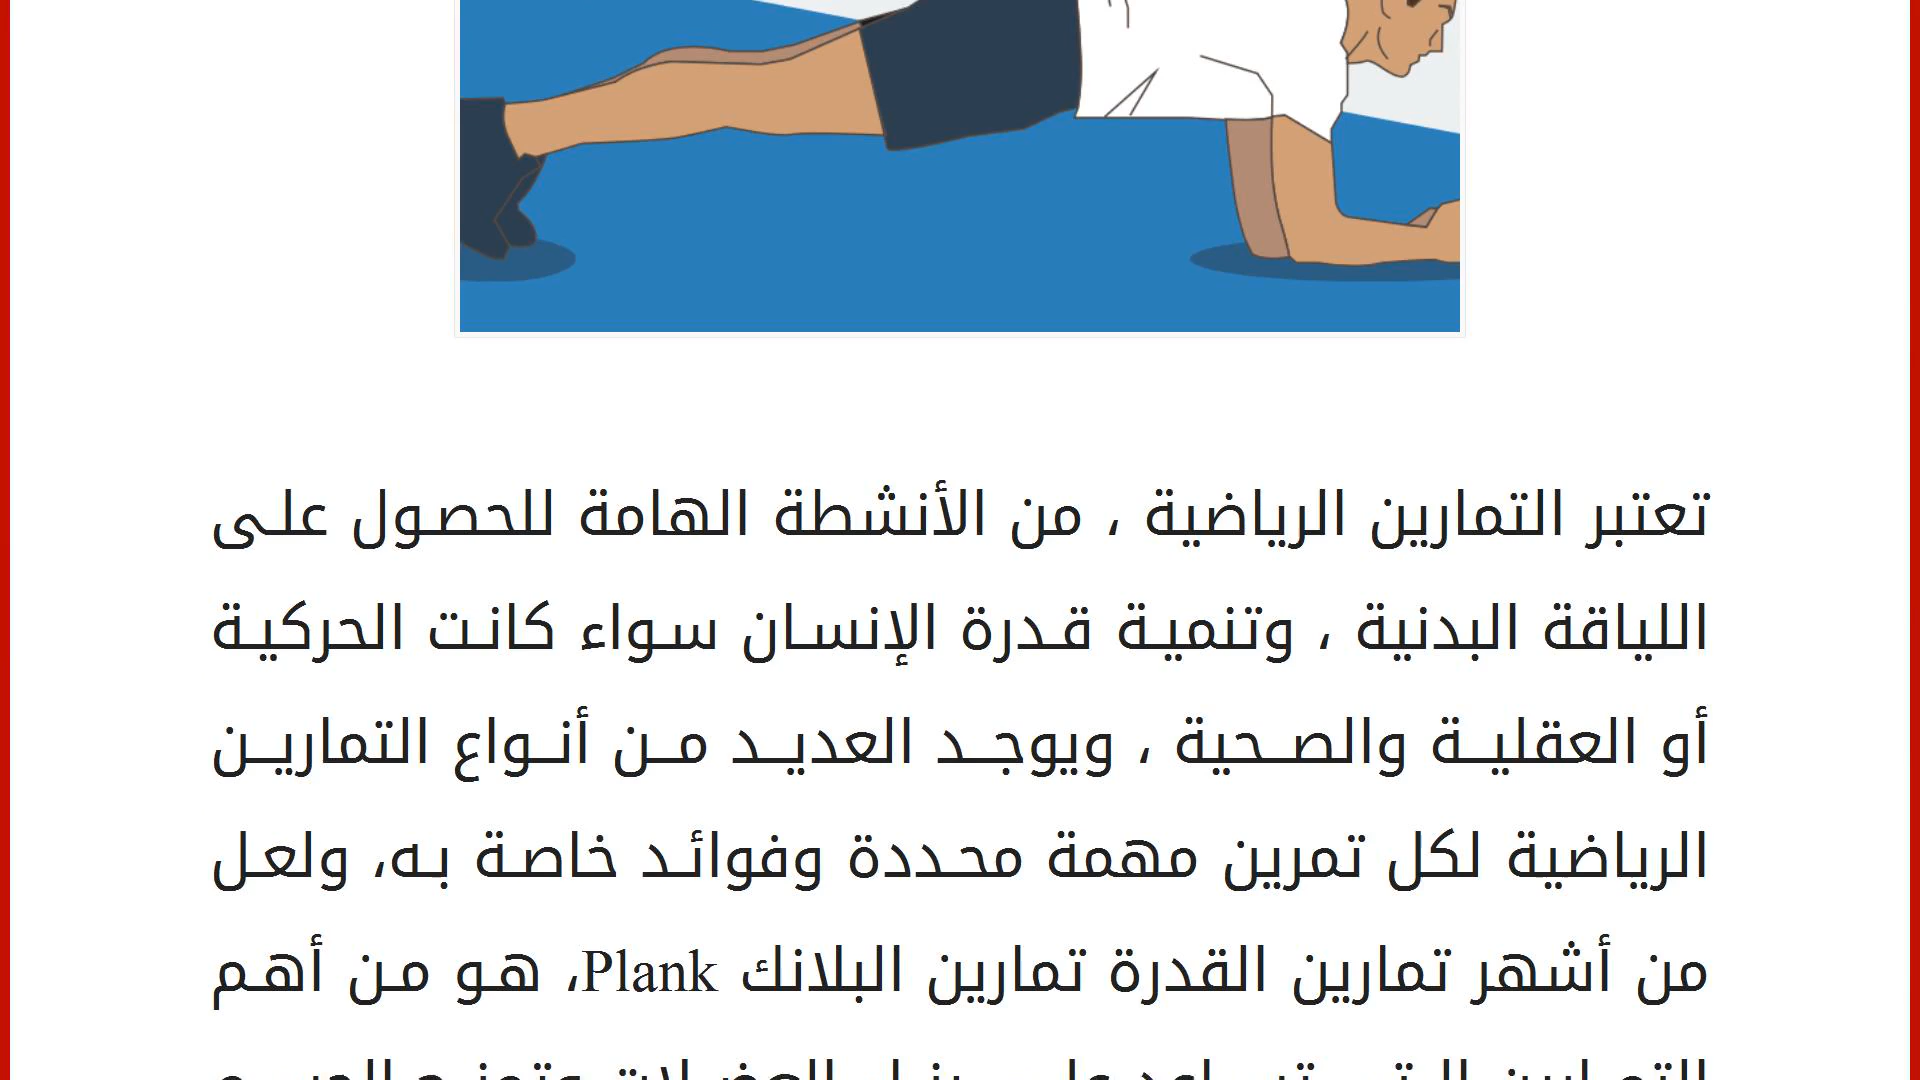 تعتبر التمارين الرياضية ، من الأنشطة الهامة للحصول على
اللياقة البدنية ، وتنمية قدرة الإنسان سواء كانت الحركية
أو العقلية والصحية ، ويوجد العديد من أنواع التمارين
الرياضية لكل تمرين مهمة محددة وفوائد خاصة به، ولعل
من أشهر تمارين القدرة تمارين البلانك Plank، هو من أهم